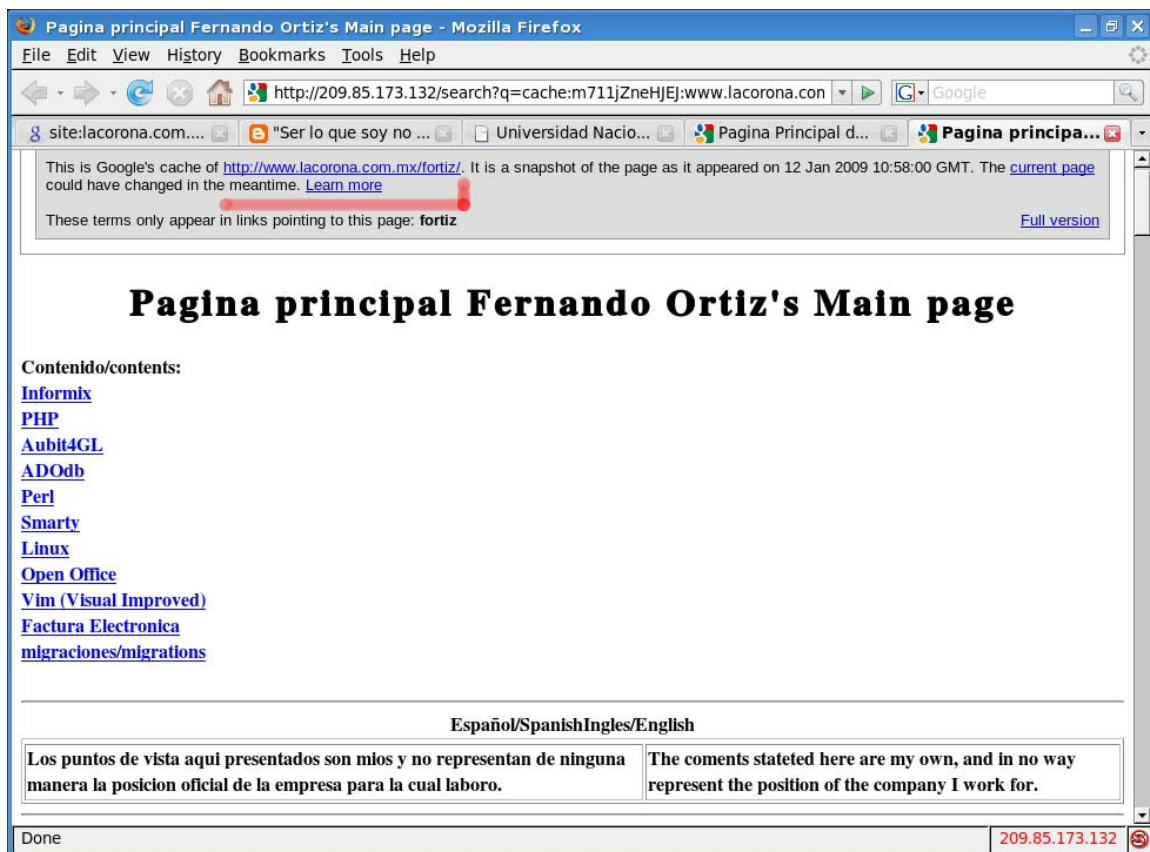 Pagina principal Fernando Ortiz's Main page - Mozilla Firefox
File Edit View History Bookmarks Tools Help
http://209.85.173.132/search?q=cache:m711jZneHJEJ:www.lacorona.con Google
site:lacorona.com.... "Ser lo que soy no ... Universidad Nacio... Pagina Principal d... Pagina principa...
This is Google's cache of http://www.lacorona.com.mx/fortiz/. It is a snapshot of the page as it appeared on 12 Jan 2009 10:58:00 GMT. The current page
could have changed in the meantime. Learn more
These terms only appear in links pointing to this page: fortiz Full version
Pagina principal Fernando Ortiz's Main page
Contenido/contents:
Informix
PHP
Aubit4GL
ADOdb
Perl
Smarty
Linux
Open Office
Vim (Visual Improved)
Factura Electronica
migraciones/migrations
Español/SpanishIngles/English
Los puntos de vista aqui presentados son mios y no representan de ninguna
manera la posicion oficial de la empresa para la cual laboro.
The coments stateted here are my own, and in no way
represent the position of the company I work for.
Done 209.85.173.132